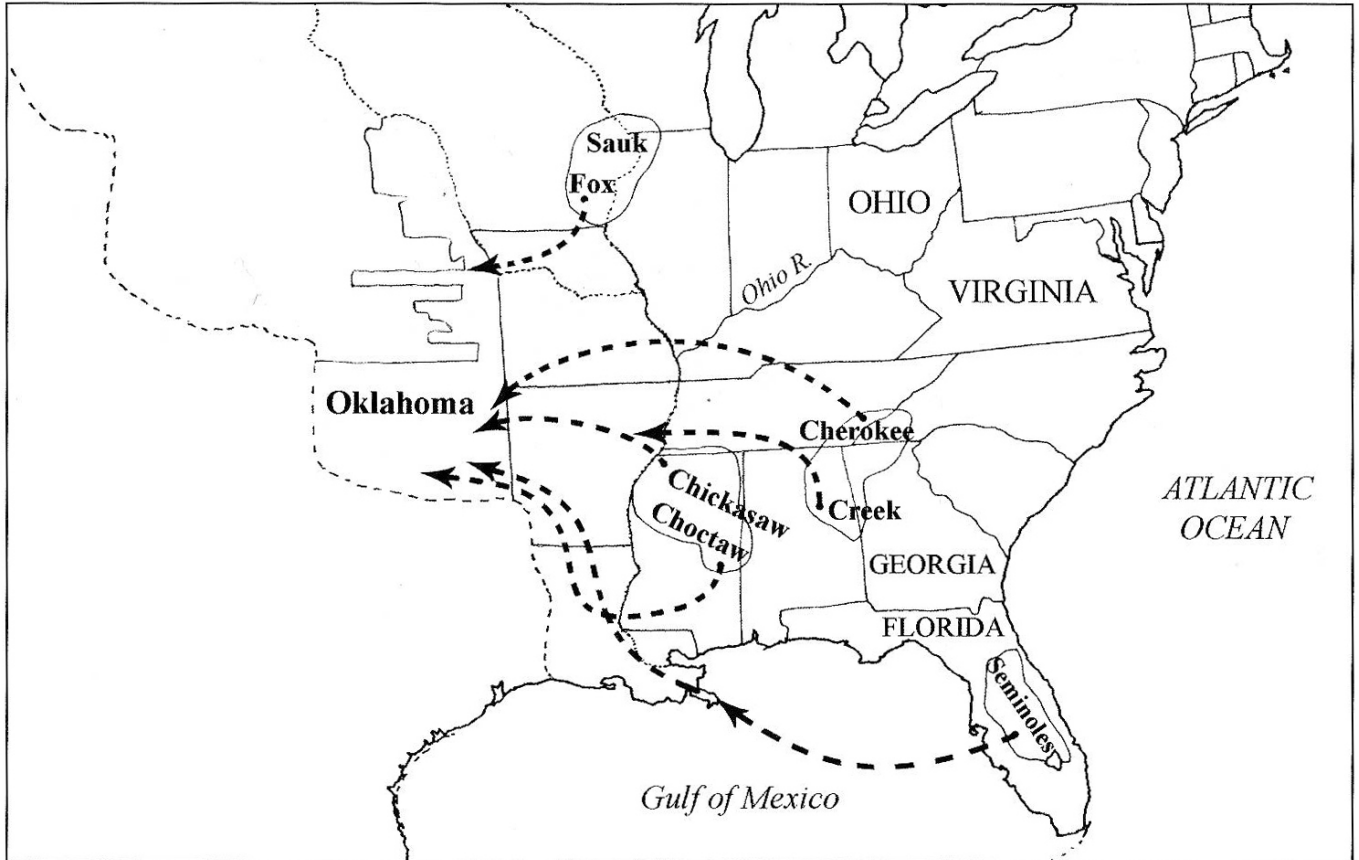 Sauk
Fox
OHIO
Ohio R.
VIRGINIA
Oklahoma
Cherokee
Chickasaw
Creek
Choctaw
ATLANTIC
OCEAN
GEORGIA
FLORIDA
Seminoles
Gulf of Mexico